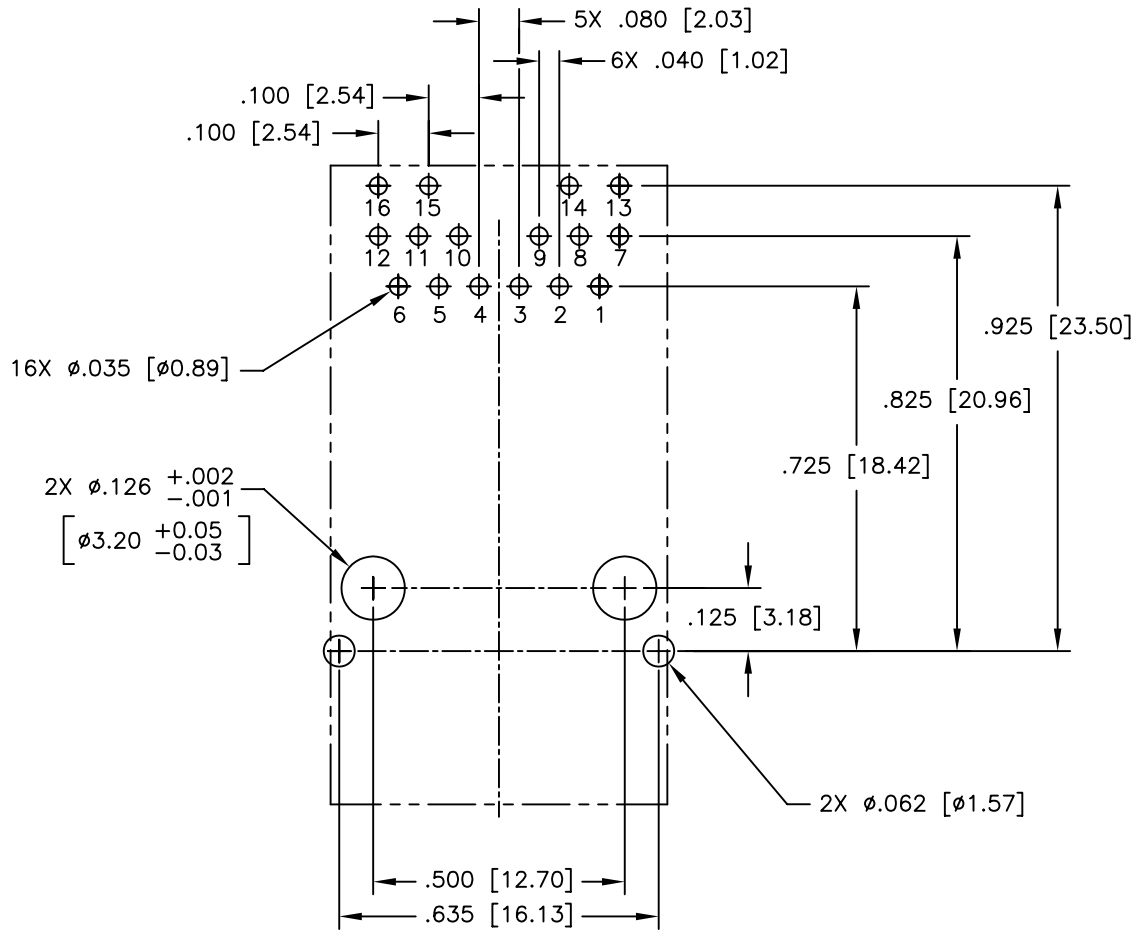 5X .080 [2.03]
6X .040 [1.02]
.100 [2.54]
.100 [2.54]
16 15 14 13
12 11 10 9 8 7
6 5 4 3 2 1
.925 [23.50]
16X ø.035 [ø0.89]
.825 [20.96]
.725 [18.42]
2X ø.126 +.002 -.001
[ø3.20 +0.05 -0.03]
.125 [3.18]
2X ø.062 [ø1.57]
.500 [12.70]
.635 [16.13]